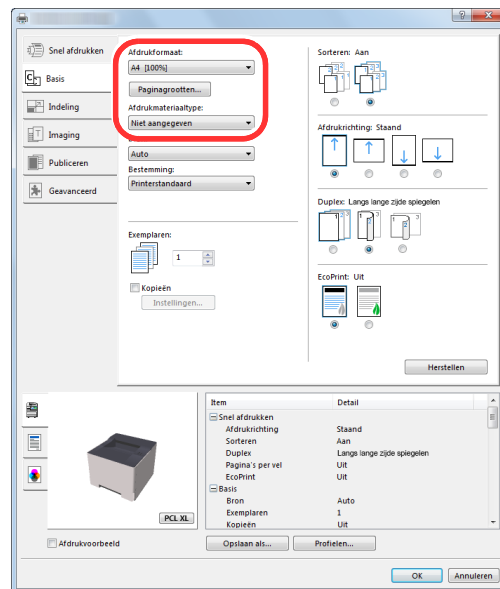 Snel afdrukken
Basis
Indeling
Imaging
Publiceren
Geavanceerd
Afdrukformaat:
A4 [100%]
Paginagrootten...
Afdrukmateriaaltype:
Niet aangegeven
Auto
Bestemming:
Printerstandaard
Exemplaren:
1
Kopieën
Instellingen...
Sorteren: Aan
Afdrukrichting: Staand
Duplex: Langs lange zijde spiegelen
EcoPrint: Uit
Herstellen
PCL XL
Afdrukvoorbeeld
Item Detail
Snel afdrukken
Afdrukrichting Staand
Sorteren Aan
Duplex Langs lange zijde spiegelen
Pagina's per vel Uit
EcoPrint Uit
Basis
Bron Auto
Exemplaren 1
Kopieën Uit
Opslaan als... Profielen...
OK Annuleren